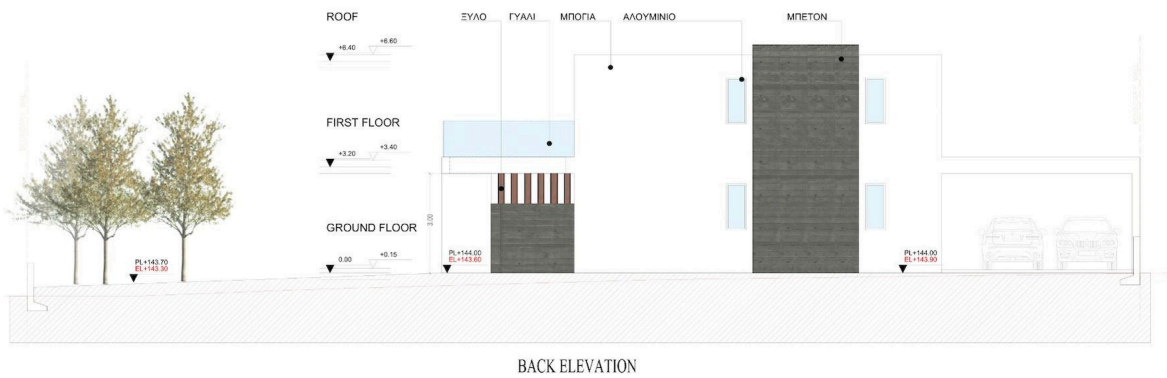 ROOF
ΞΥΛΟ ΓΥΑΛΙ ΜΠΟΓΙΑ ΑΛΟΥΜΙΝΙΟ ΜΠΕΤΟΝ
+6.40 +6.60
FIRST FLOOR
+3.20 +3.40
3.00
GROUND FLOOR
0.00 +0.15
PL+143.70
EL+143.30
PL+144.00
EL+143.60
PL+144.00
EL+143.90
BACK ELEVATION